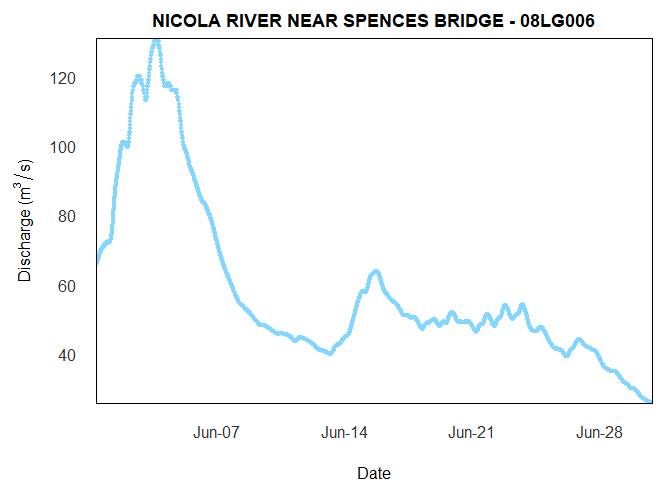 NICOLA RIVER NEAR SPENCES BRIDGE - 08LG006
120
100
80
60
40
Discharge (m³ / s)
Jun-07 Jun-14 Jun-21 Jun-28
Date